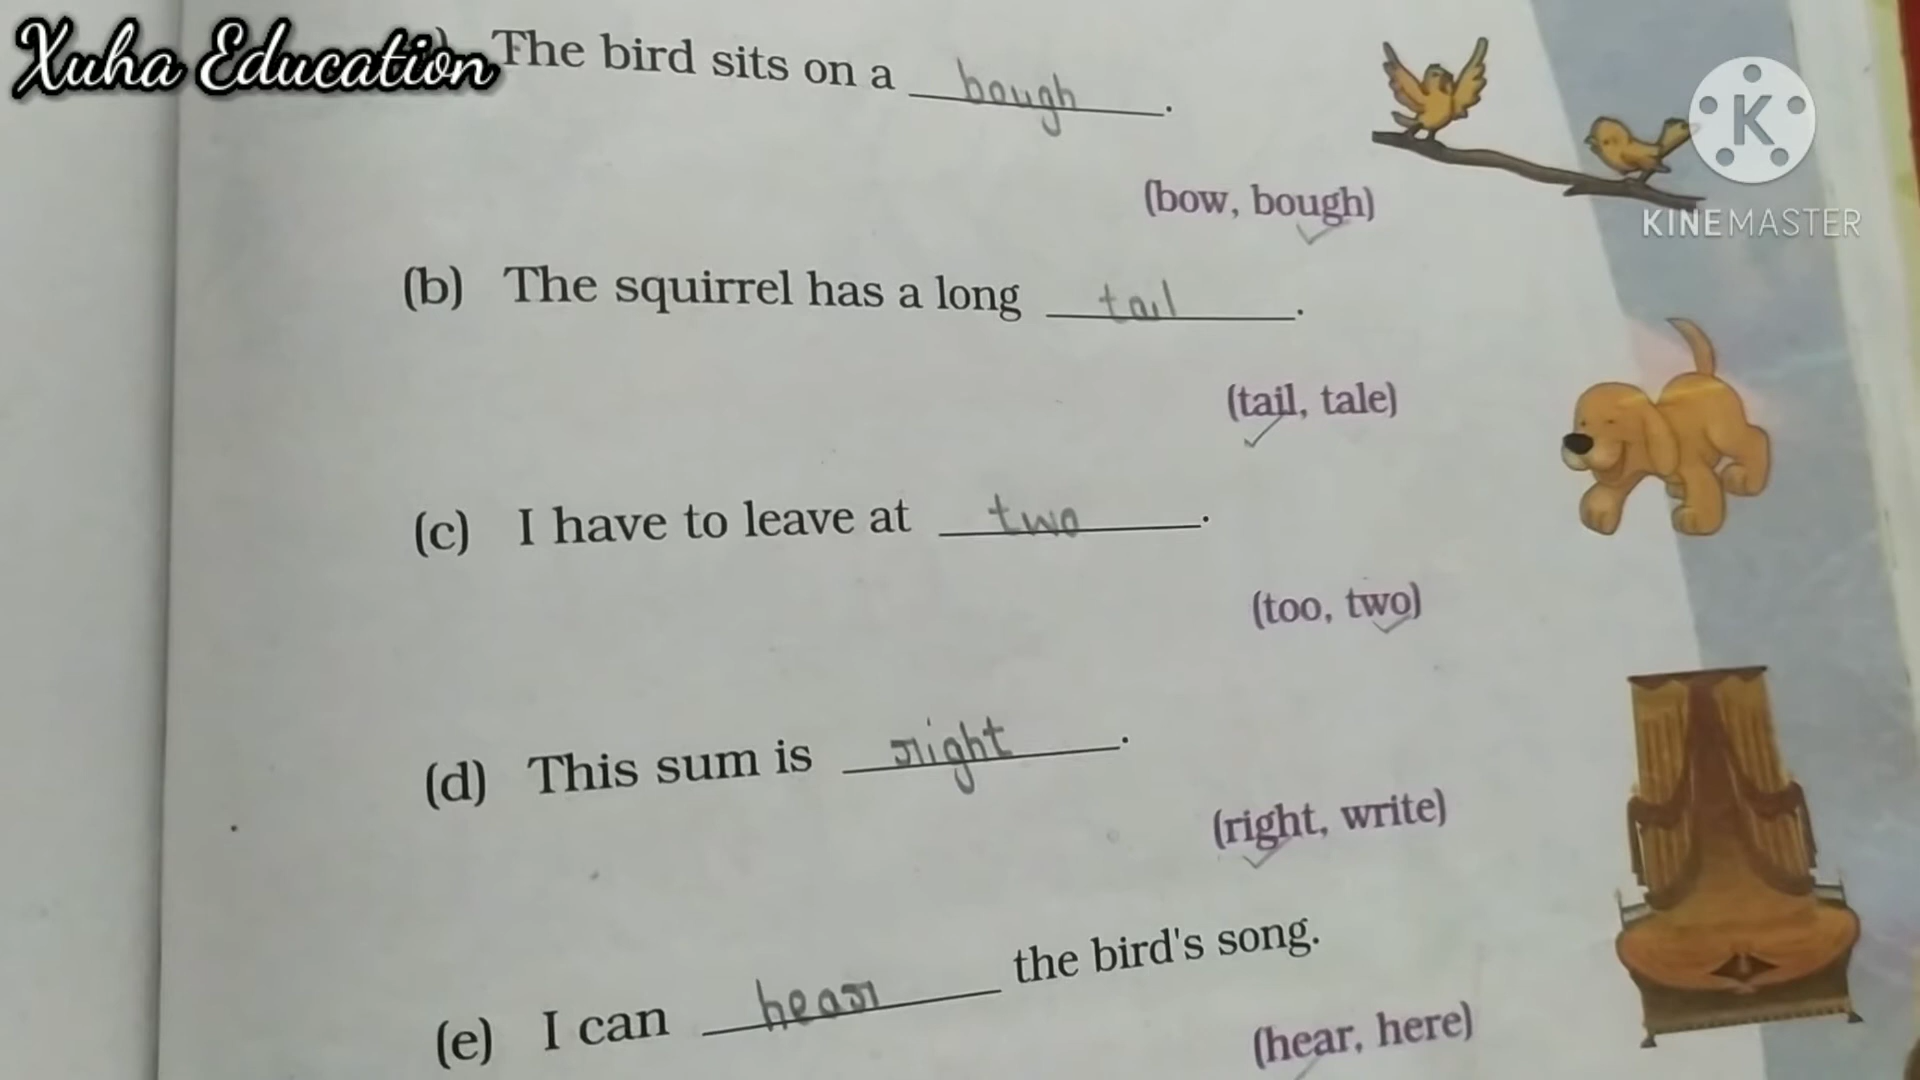 Xuha Education
The bird sits on a bough.
(bow, bough)
K
KINEMASTER
(b) The squirrel has a long tail.
(tail, tale)
(c) I have to leave at two.
(too, two)
(d) This sum is right.
(right, write)
(e) I can hear the bird's song.
(hear, here)